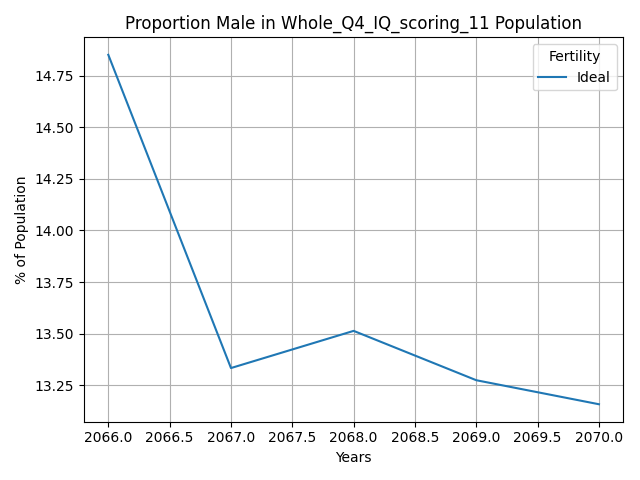 Proportion Male in Whole_Q4_IQ_scoring_11 Population
Fertility
Ideal
% of Population
14.75
14.50
14.25
14.00
13.75
13.50
13.25
2066.0 2066.5 2067.0 2067.5 2068.0 2068.5 2069.0 2069.5 2070.0
Years